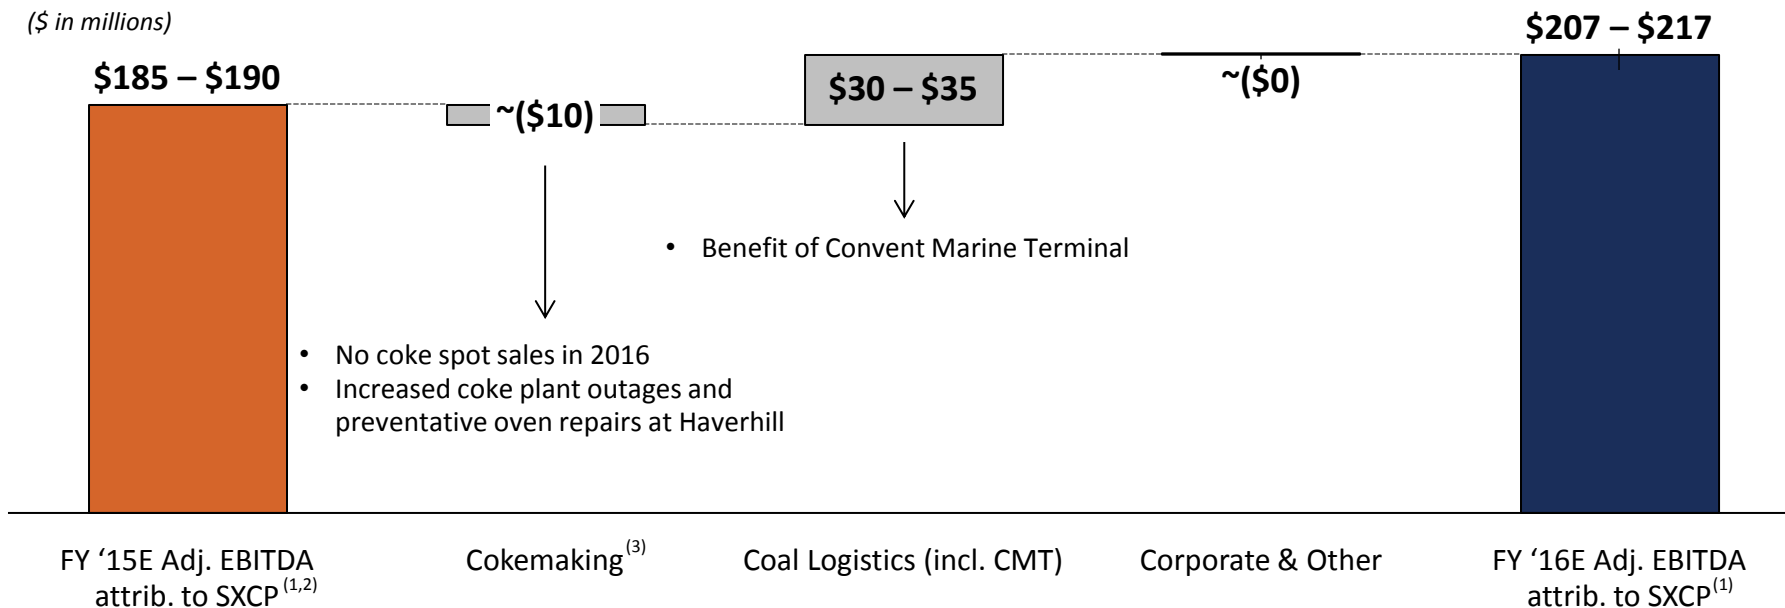 ($ in millions)
$185 – $190
~($10)
$30 – $35
~($0)
$207 – $217
• Benefit of Convent Marine Terminal
• No coke spot sales in 2016
• Increased coke plant outages and
preventative oven repairs at Haverhill
FY ‘15E Adj. EBITDA
attrib. to SXCP (1,2)
Cokemaking(3)
Coal Logistics (incl. CMT)
Corporate & Other
FY ‘16E Adj. EBITDA
attrib. to SXCP(1)